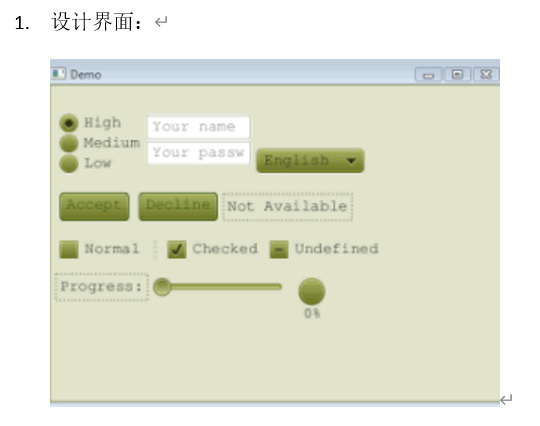 1. 设计界面：
Demo
High
Medium
Low
Your name
Your passw
English
Accept
Decline
Not Available
Normal
Checked
Undefined
Progress:
0%